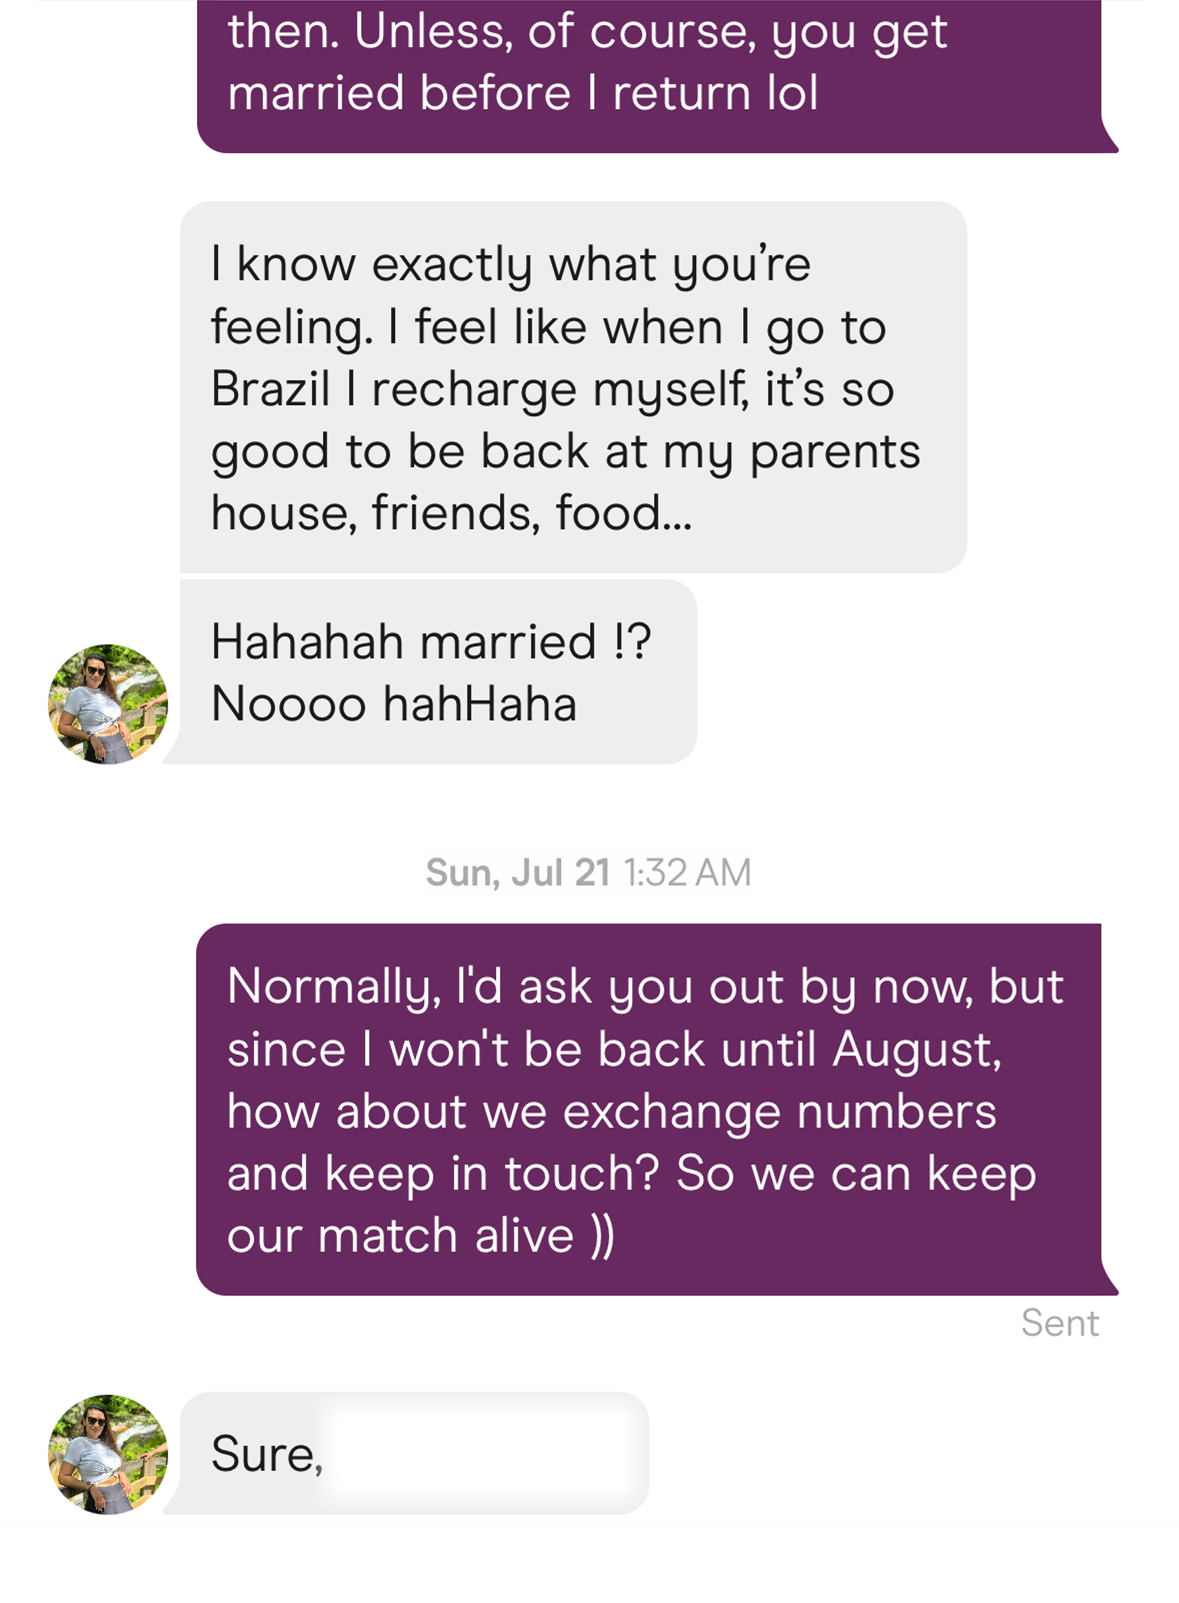 then. Unless, of course, you get
married before I return lol
I know exactly what you’re
feeling. I feel like when I go to
Brazil I recharge myself, it’s so
good to be back at my parents
house, friends, food...
Hahahah married !?
Noooo hahHaha
Sun, Jul 21 1:32 AM
Normally, I'd ask you out by now, but
since I won't be back until August,
how about we exchange numbers
and keep in touch? So we can keep
our match alive ))
Sent
Sure,